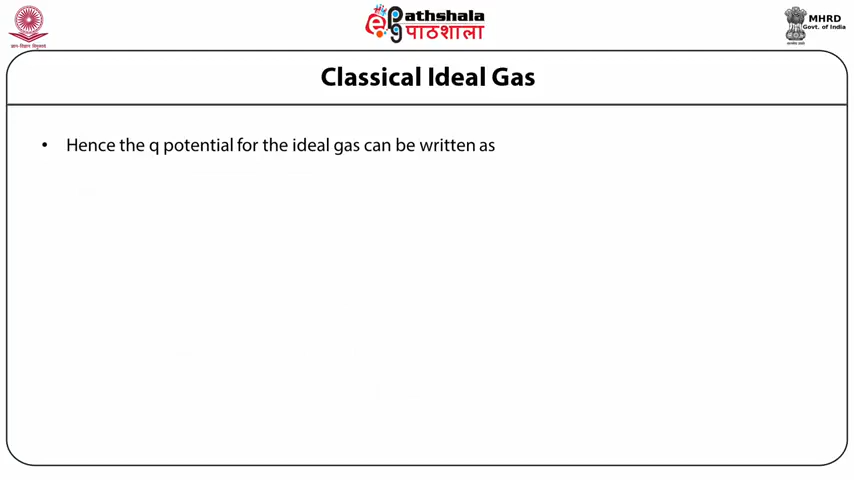 Pathshala
पाठशाला
MHRD
Govt. of India
Classical Ideal Gas
• Hence the q potential for the ideal gas can be written as